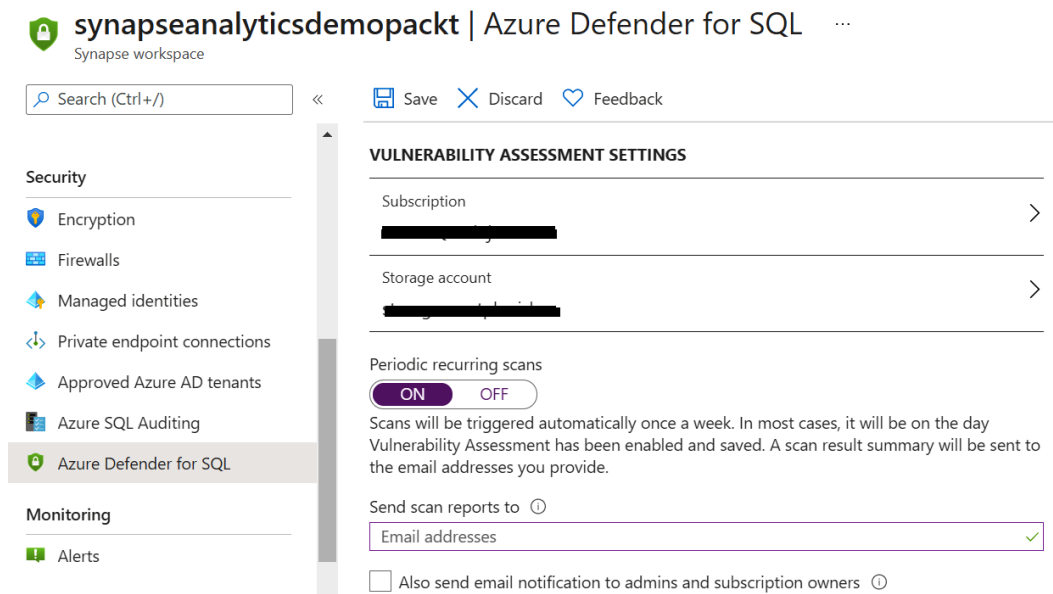 synapseanalyticsdemopackt | Azure Defender for SQL ...
Synapse workspace
Search (Ctrl+/)
«
Save
Discard
Feedback
Security
Encryption
Firewalls
Managed identities
Private endpoint connections
Approved Azure AD tenants
Azure SQL Auditing
Azure Defender for SQL
Monitoring
Alerts
VULNERABILITY ASSESSMENT SETTINGS
Subscription
Storage account
Periodic recurring scans
ON OFF
Scans will be triggered automatically once a week. In most cases, it will be on the day
Vulnerability Assessment has been enabled and saved. A scan result summary will be sent to
the email addresses you provide.
Send scan reports to
Email addresses
Also send email notification to admins and subscription owners